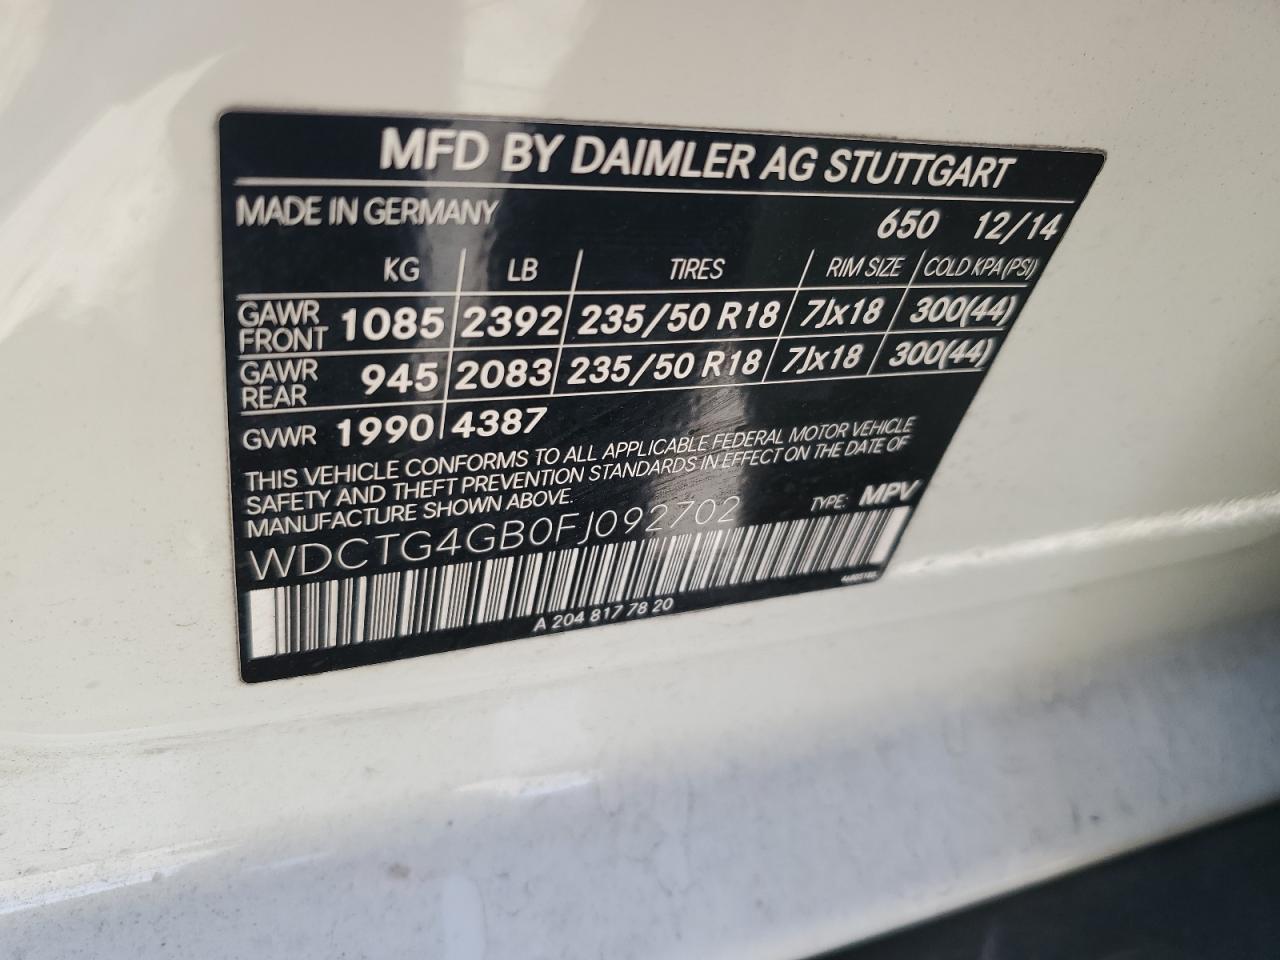 MFD BY DAIMLER AG STUTTGART
MADE IN GERMANY 650 12/14
KG LB TIRES RIM SIZE COLD KPA(PSI)
GAWR FRONT 1085 2392 235/50 R18 7Jx18 300(44)
GAWR REAR 945 2083 235/50 R18 7Jx18 300(44)
GVWR 1990 4387
THIS VEHICLE CONFORMS TO ALL APPLICABLE FEDERAL MOTOR VEHICLE
SAFETY AND THEFT PREVENTION STANDARDS IN EFFECT ON THE DATE OF
MANUFACTURE SHOWN ABOVE.
WDCTG4GB0FJ092702 TYPE: MPV
A 204 817 78 20